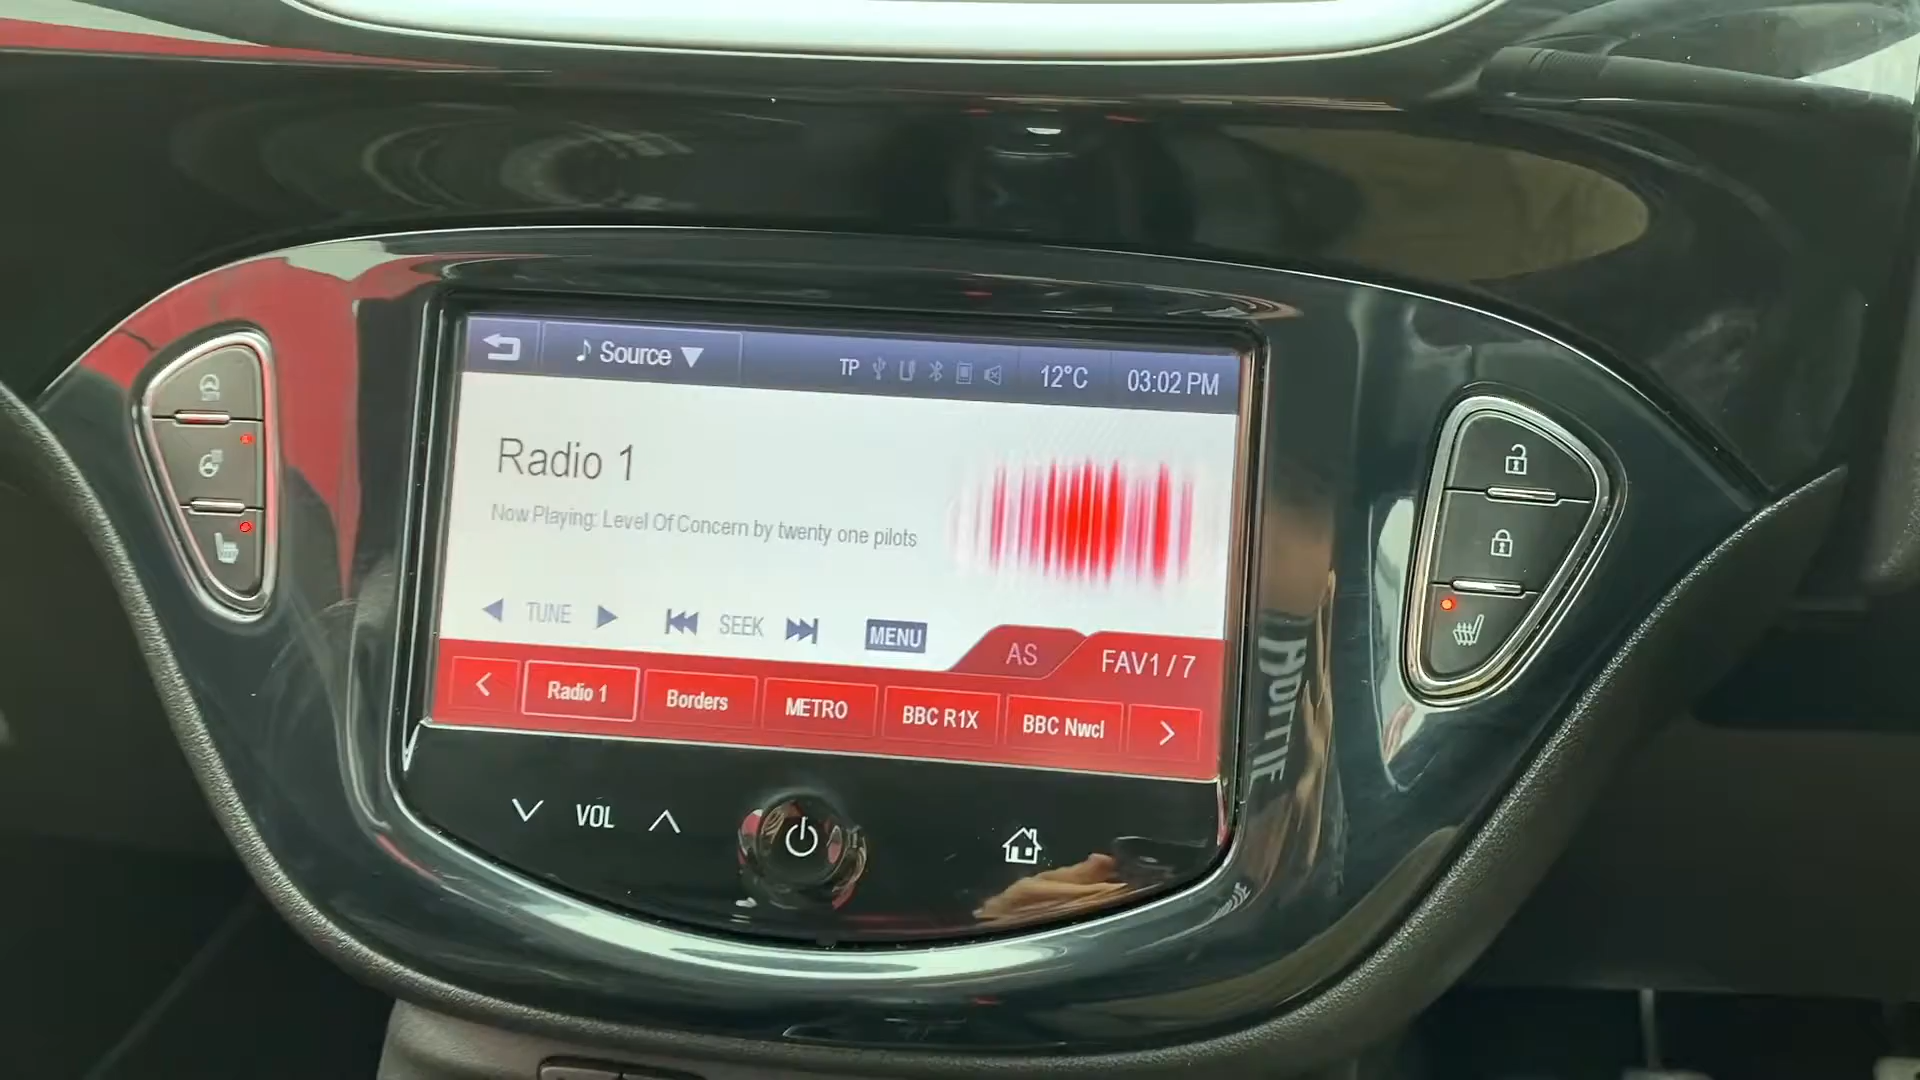 Source
TP
12°C
03:02 PM
Radio 1
Now Playing: Level Of Concern by twenty one pilots
TUNE
SEEK
MENU
AS
FAV1 / 7
Radio 1
Borders
METRO
BBC R1X
BBC Nwcl
VOL